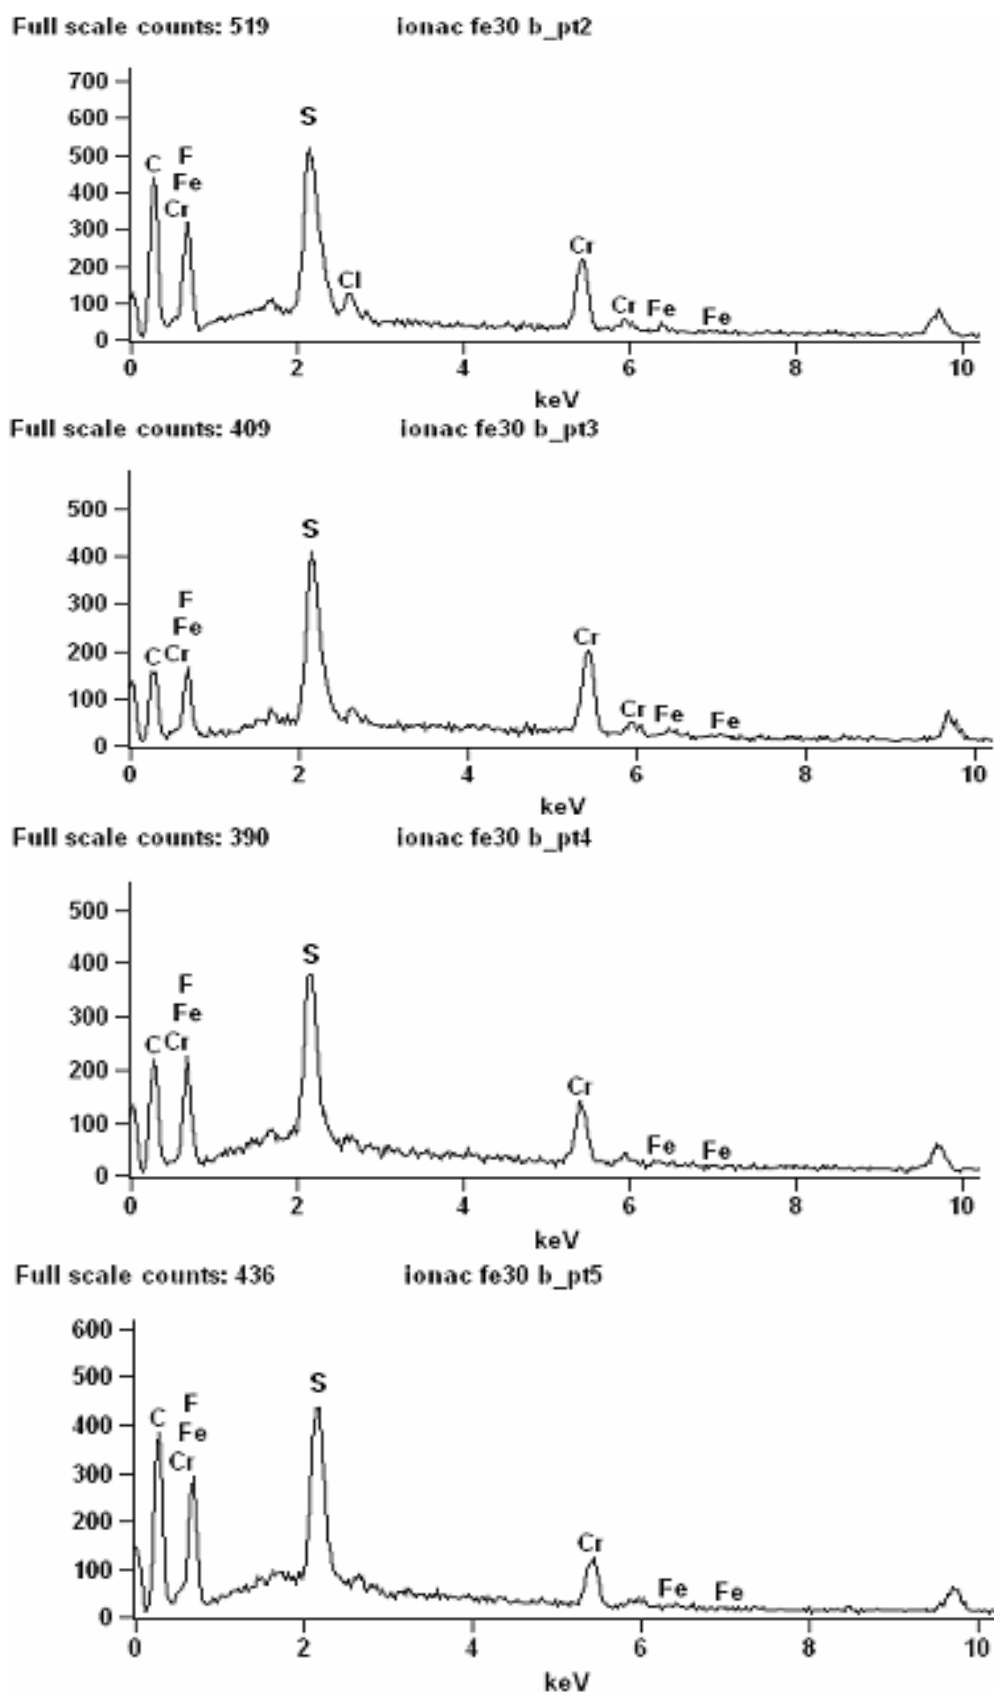 Full scale counts: 519 ionac fe30 b_pt2
700
600
S
500
F
C
Fe
400
Cr
300
Cr
200
Cl
100
Cr
Fe
Fe
0
0 2 4 6 8 10
keV
Full scale counts: 409 ionac fe30 b_pt3
500
S
400
F
300
Fe
Cr
C Cr
200
100
Cr Fe
Fe
0
0 2 4 6 8 10
keV
Full scale counts: 390 ionac fe30 b_pt4
500
S
400
F
Fe
300
C Cr
200
Cr
100
Fe
Fe
0
0 2 4 6 8 10
keV
Full scale counts: 436 ionac fe30 b_pt5
600
500
S
F
C
400
Fe
Cr
300
200
Cr
100
Fe Fe
0
0 2 4 6 8 10
keV